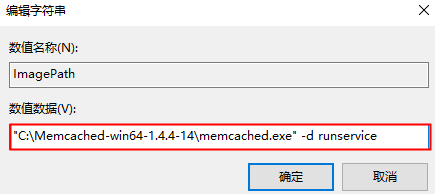 编辑字符串
数值名称(N):
ImagePath
数值数据(V):
"C:\Memcached-win64-1.4.4-14\memcached.exe" -d runservice
确定 取消